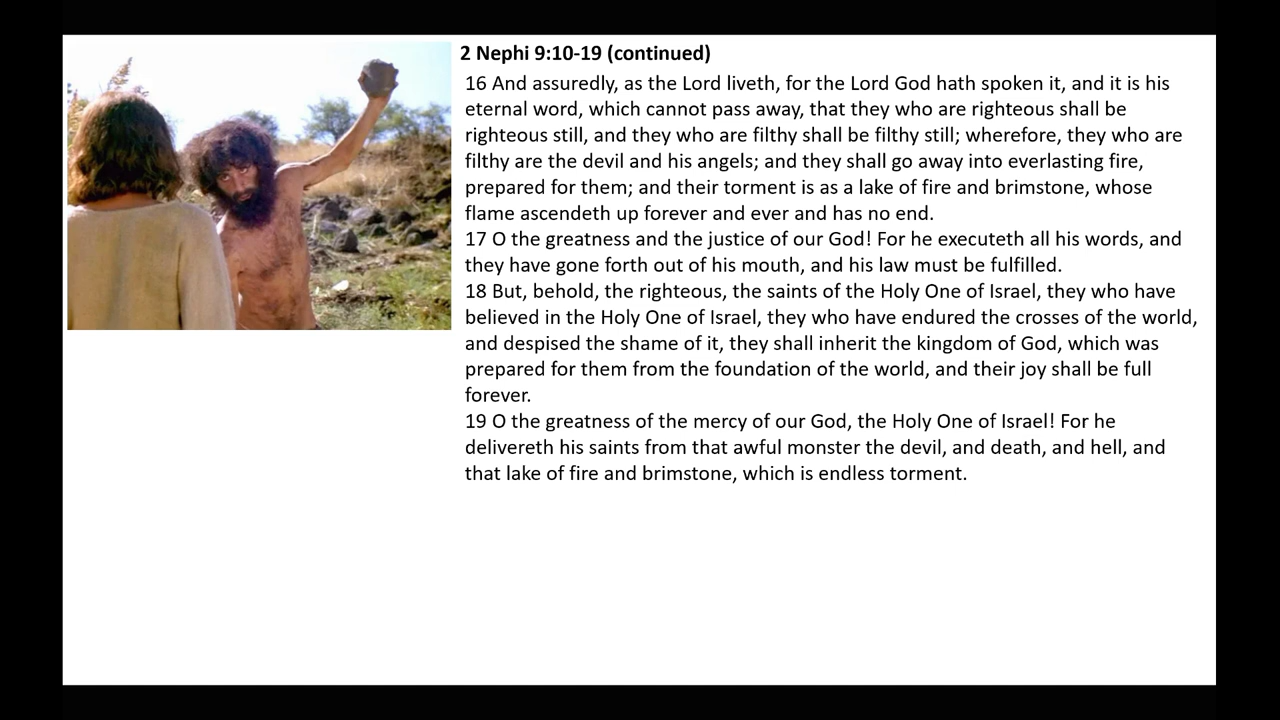 2 Nephi 9:10-19 (continued)
16 And assuredly, as the Lord liveth, for the Lord God hath spoken it, and it is his
eternal word, which cannot pass away, that they who are righteous shall be
righteous still, and they who are filthy shall be filthy still; wherefore, they who are
filthy are the devil and his angels; and they shall go away into everlasting fire,
prepared for them; and their torment is as a lake of fire and brimstone, whose
flame ascendeth up forever and ever and has no end.
17 O the greatness and the justice of our God! For he executeth all his words, and
they have gone forth out of his mouth, and his law must be fulfilled.
18 But, behold, the righteous, the saints of the Holy One of Israel, they who have
believed in the Holy One of Israel, they who have endured the crosses of the world,
and despised the shame of it, they shall inherit the kingdom of God, which was
prepared for them from the foundation of the world, and their joy shall be full
forever.
19 O the greatness of the mercy of our God, the Holy One of Israel! For he
delivereth his saints from that awful monster the devil, and death, and hell, and
that lake of fire and brimstone, which is endless torment.